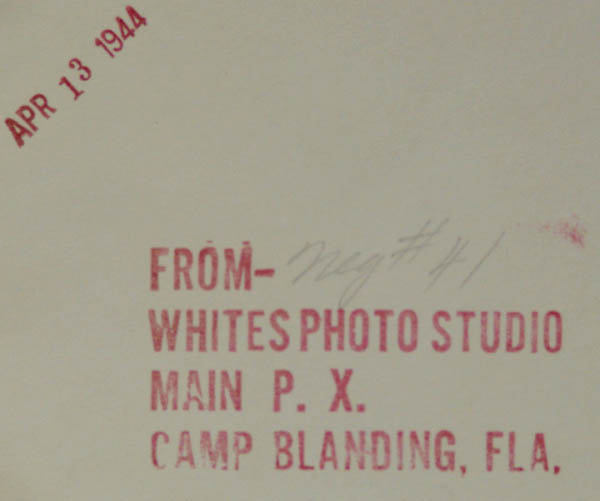 APR 13 1944
FROM- Neg # 41
WHITES PHOTO STUDIO
MAIN P. X.
CAMP BLANDING, FLA.